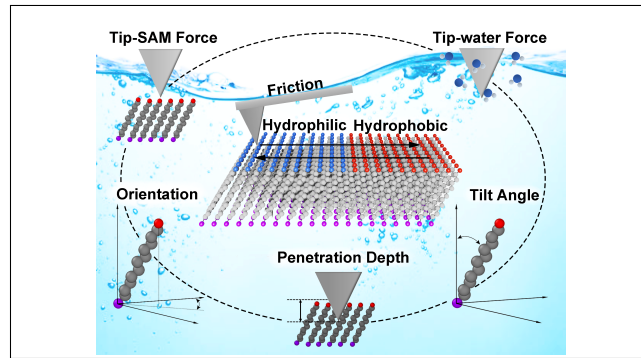 Tip-SAM Force
Tip-water Force
Friction
Hydrophilic Hydrophobic
Orientation
Tilt Angle
Penetration Depth